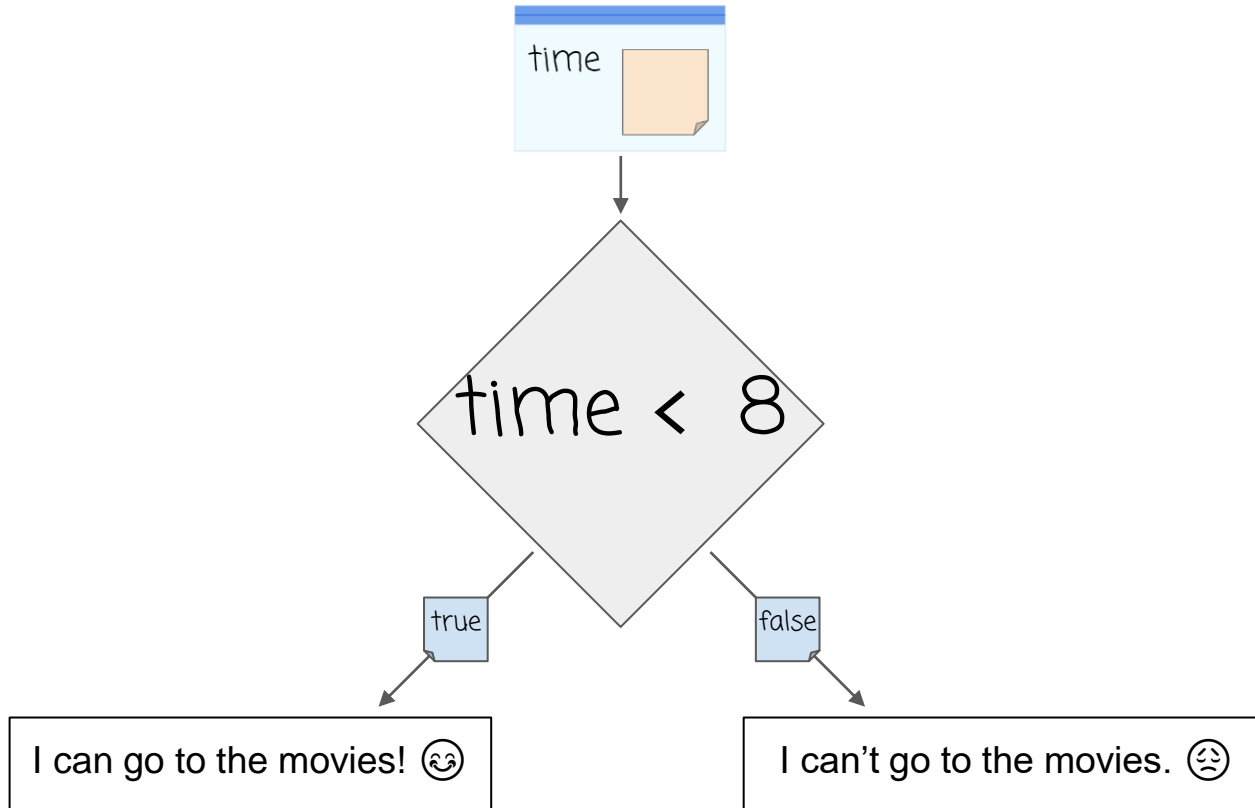 time
time < 8
true
false
I can go to the movies! 😊
I can't go to the movies. 😔